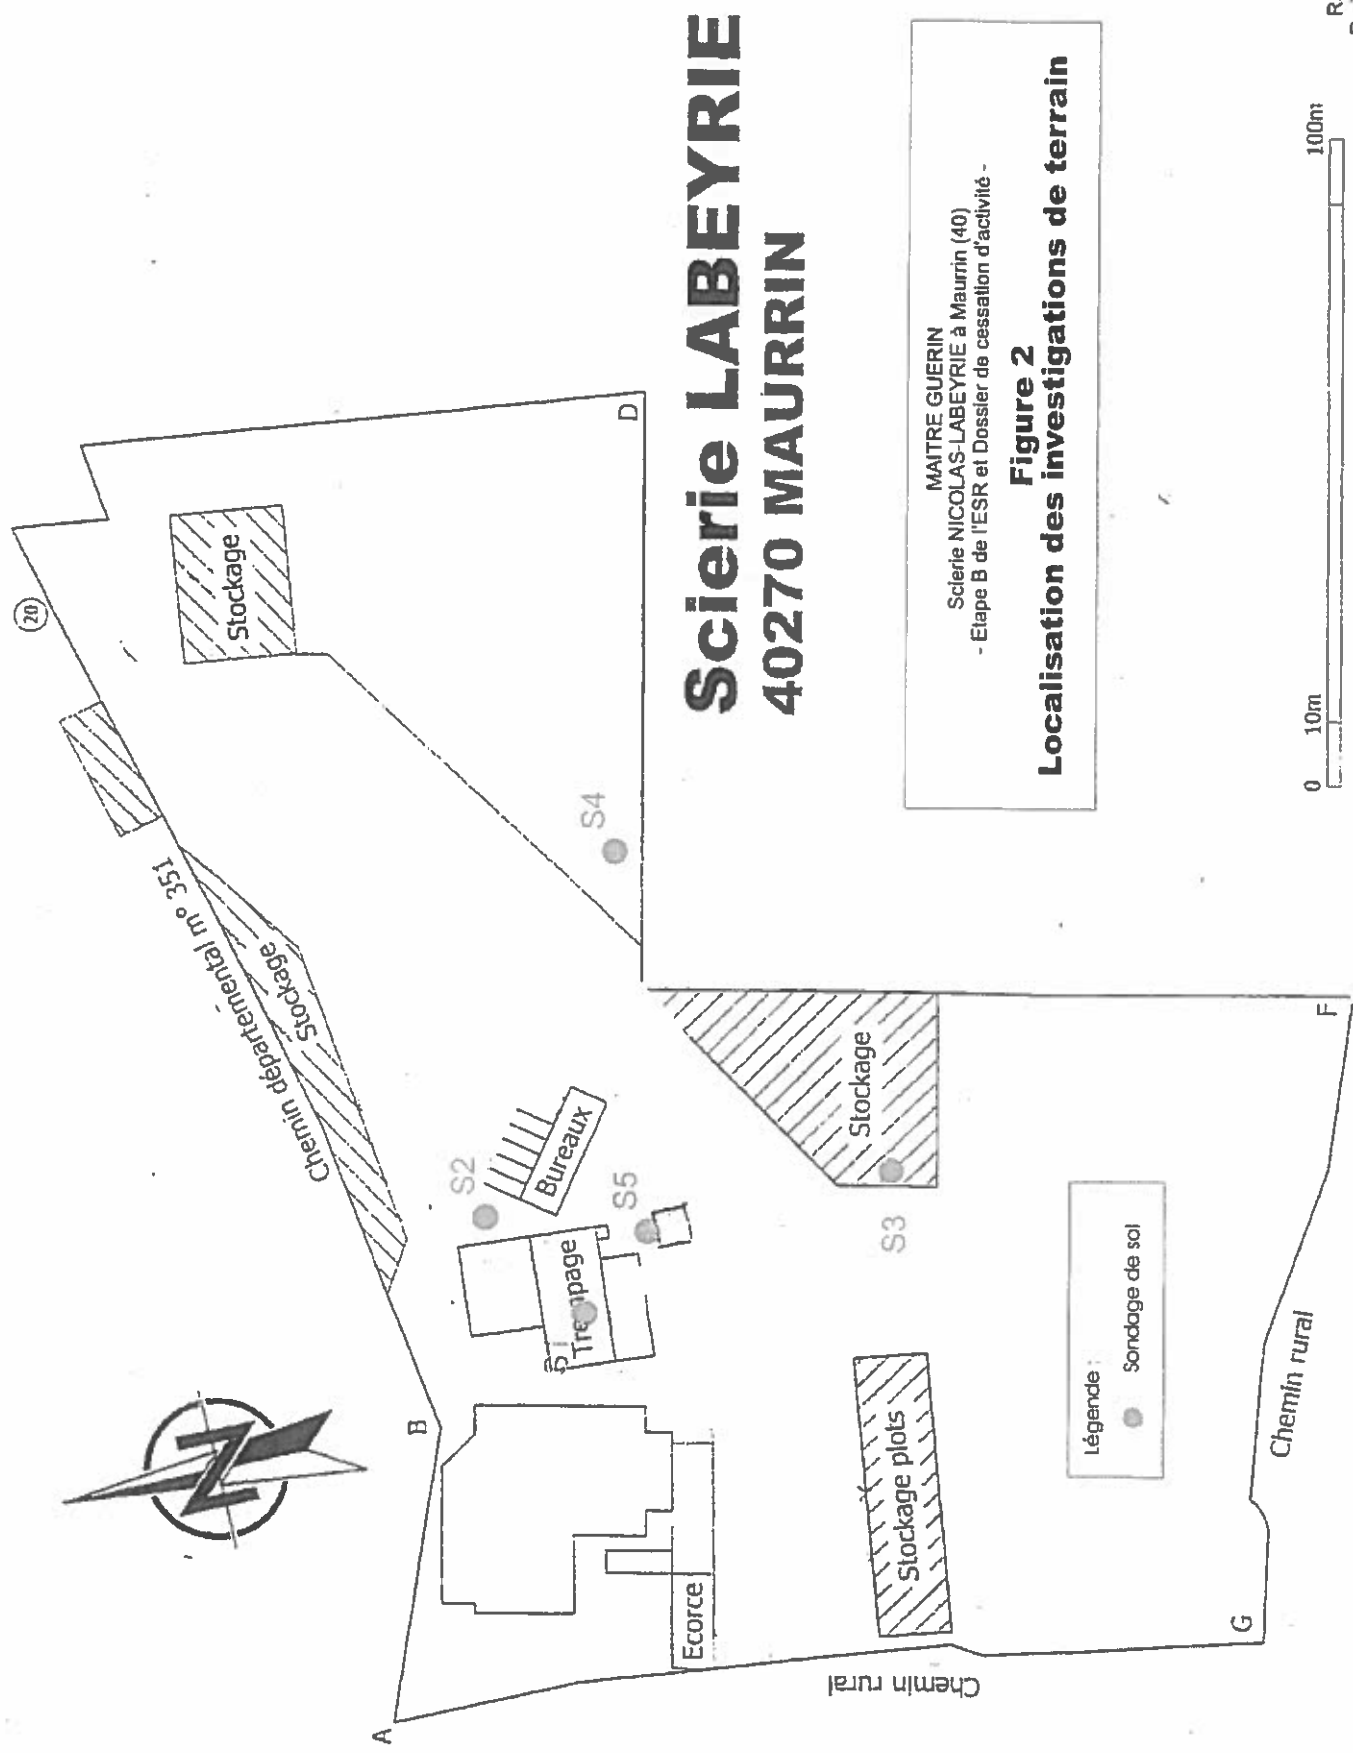 Scierie LABEYRIE
40270 MAURRIN
MAITRE GUERIN
Scierie NICOLAS-LABEYRIE à Maurrin (40)
- Etape B de l'ESR et Dossier de cessation d'activité -
Figure 2
Localisation des investigations de terrain
0 10m 100m
A
B
D
F
G
20
Chemin départemental n° 351
Stockage
Stockage
Stockage
Stockage plots
Bureaux
Trempage
Ecorce
S1
S2
S3
S4
S5
Chemin rural
Chemin rural
Légende :
Sondage de sol
N